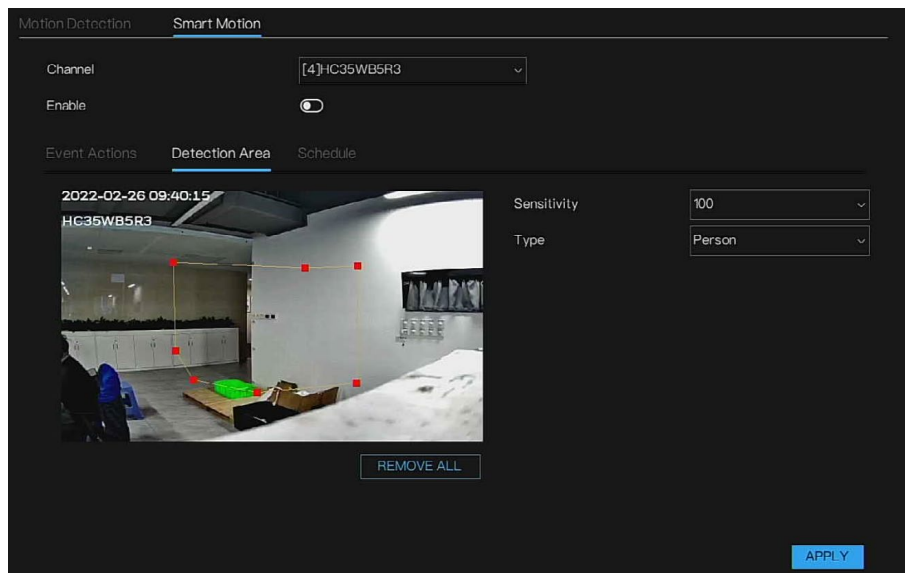 Motion Detection Smart Motion
Channel [4]HC35WB5R3
Enable
Event Actions Detection Area Schedule
2022-02-26 09:40:15
HC35WB5R3
Sensitivity 100
Type Person
REMOVE ALL
APPLY